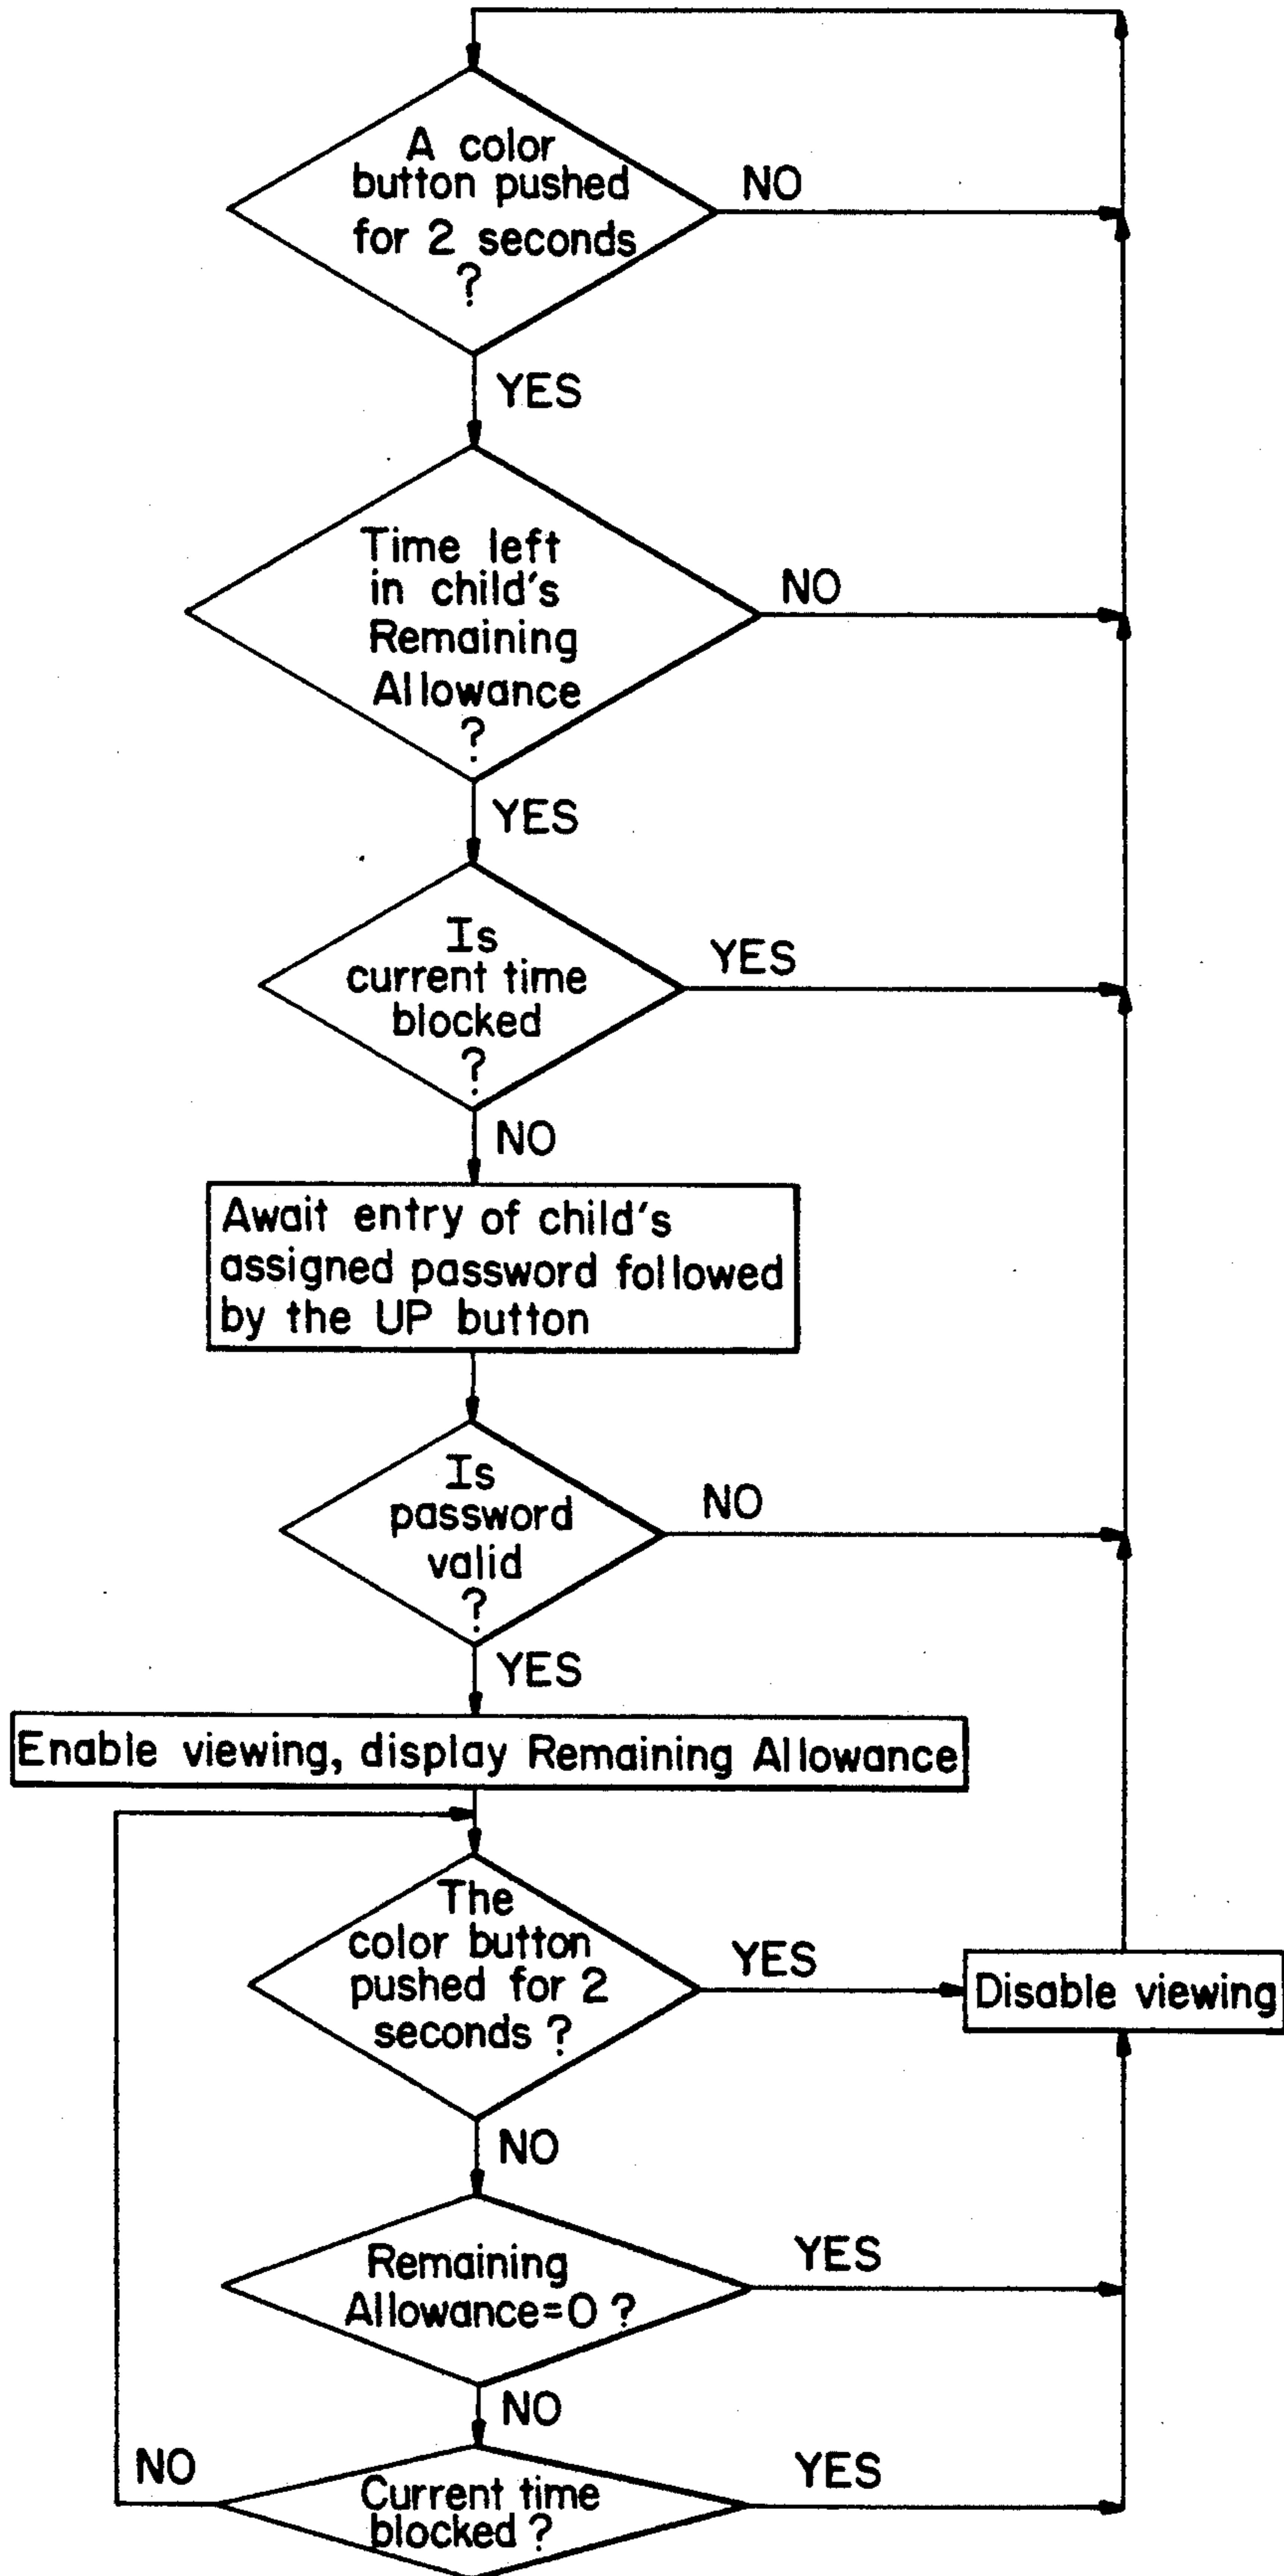 A color
button pushed
for 2 seconds
?
NO
YES
Time left
in child's
Remaining
Allowance
?
NO
YES
Is
current time
blocked
?
YES
NO
Await entry of child's
assigned password followed
by the UP button
Is
password
valid
?
NO
YES
Enable viewing, display Remaining Allowance
The
color button
pushed for 2
seconds ?
YES
Disable viewing
NO
Remaining
Allowance=0 ?
YES
NO
Current time
blocked ?
NO
YES